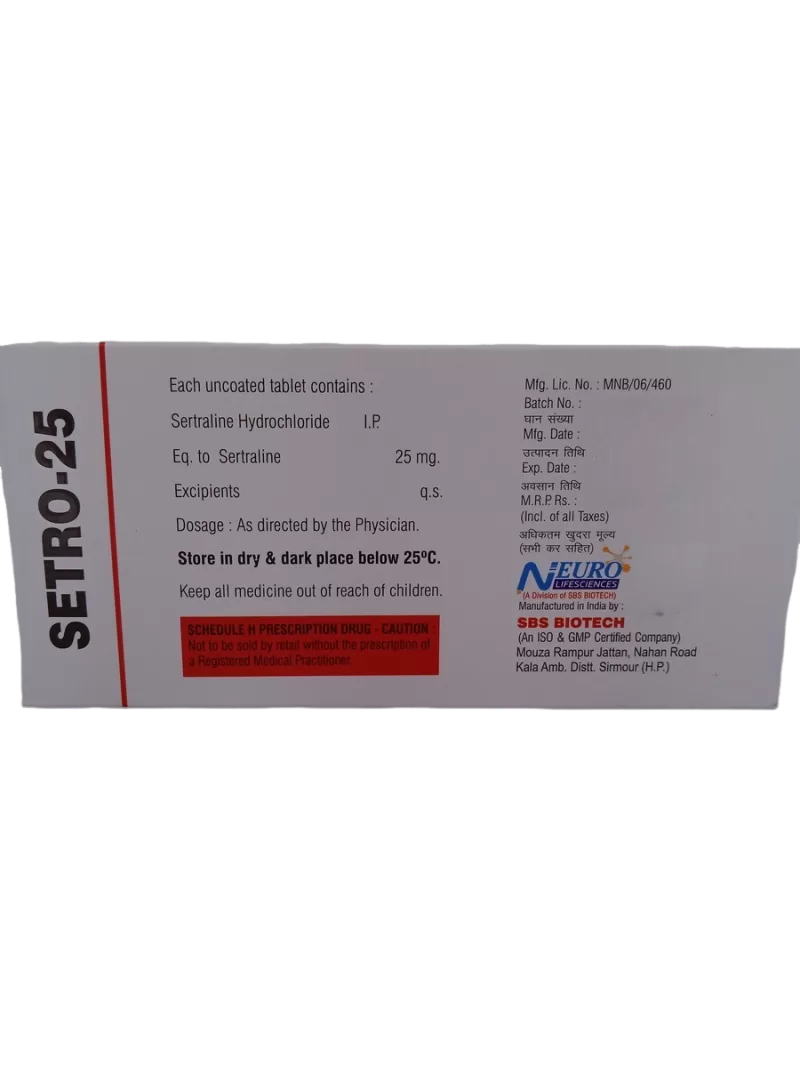 SETRO-25
Each uncoated tablet contains :
Sertraline Hydrochloride I.P.
Eq. to Sertraline 25 mg.
Excipients q.s.
Dosage : As directed by the Physician.
Store in dry & dark place below 25ºC.
Keep all medicine out of reach of children.
SCHEDULE H PRESCRIPTION DRUG - CAUTION :
Not to be sold by retail without the prescription of
a Registered Medical Practitioner.
Mfg. Lic. No. : MNB/06/460
Batch No. :
घान संख्या
Mfg. Date :
उत्पादन तिथि
Exp. Date :
अवसान तिथि
M.R.P. Rs. :
(Incl. of all Taxes)
अधिकतम खुदरा मूल्य
(सभी कर सहित)
NEURO
LIFESCIENCES
(A Division of SBS BIOTECH)
Manufactured in India by :
SBS BIOTECH
(An ISO & GMP Certified Company)
Mouza Rampur Jattan, Nahan Road
Kala Amb. Distt. Sirmour (H.P.)